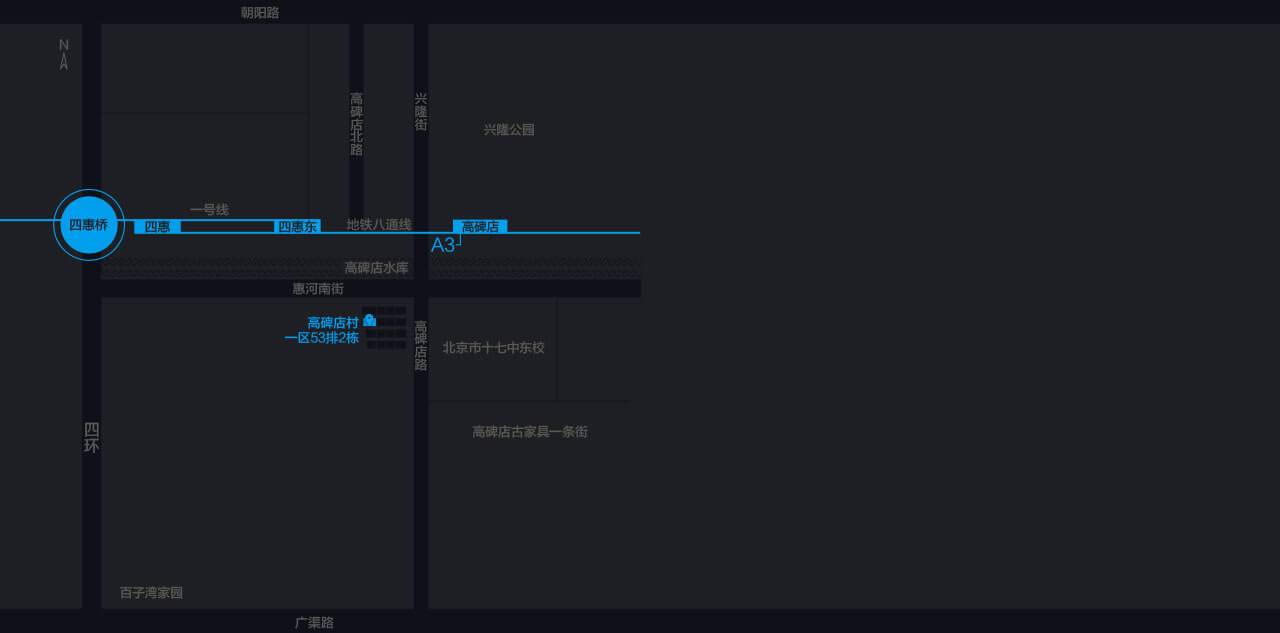 朝阳路
N
高碑店北路
兴隆街
兴隆公园
一号线
四惠桥
四惠
四惠东
地铁八通线
高碑店
A3
高碑店水库
惠河南街
高碑店村
一区53排2栋
高碑店路
北京市十七中东校
四环
高碑店古家具一条街
百子湾家园
广渠路